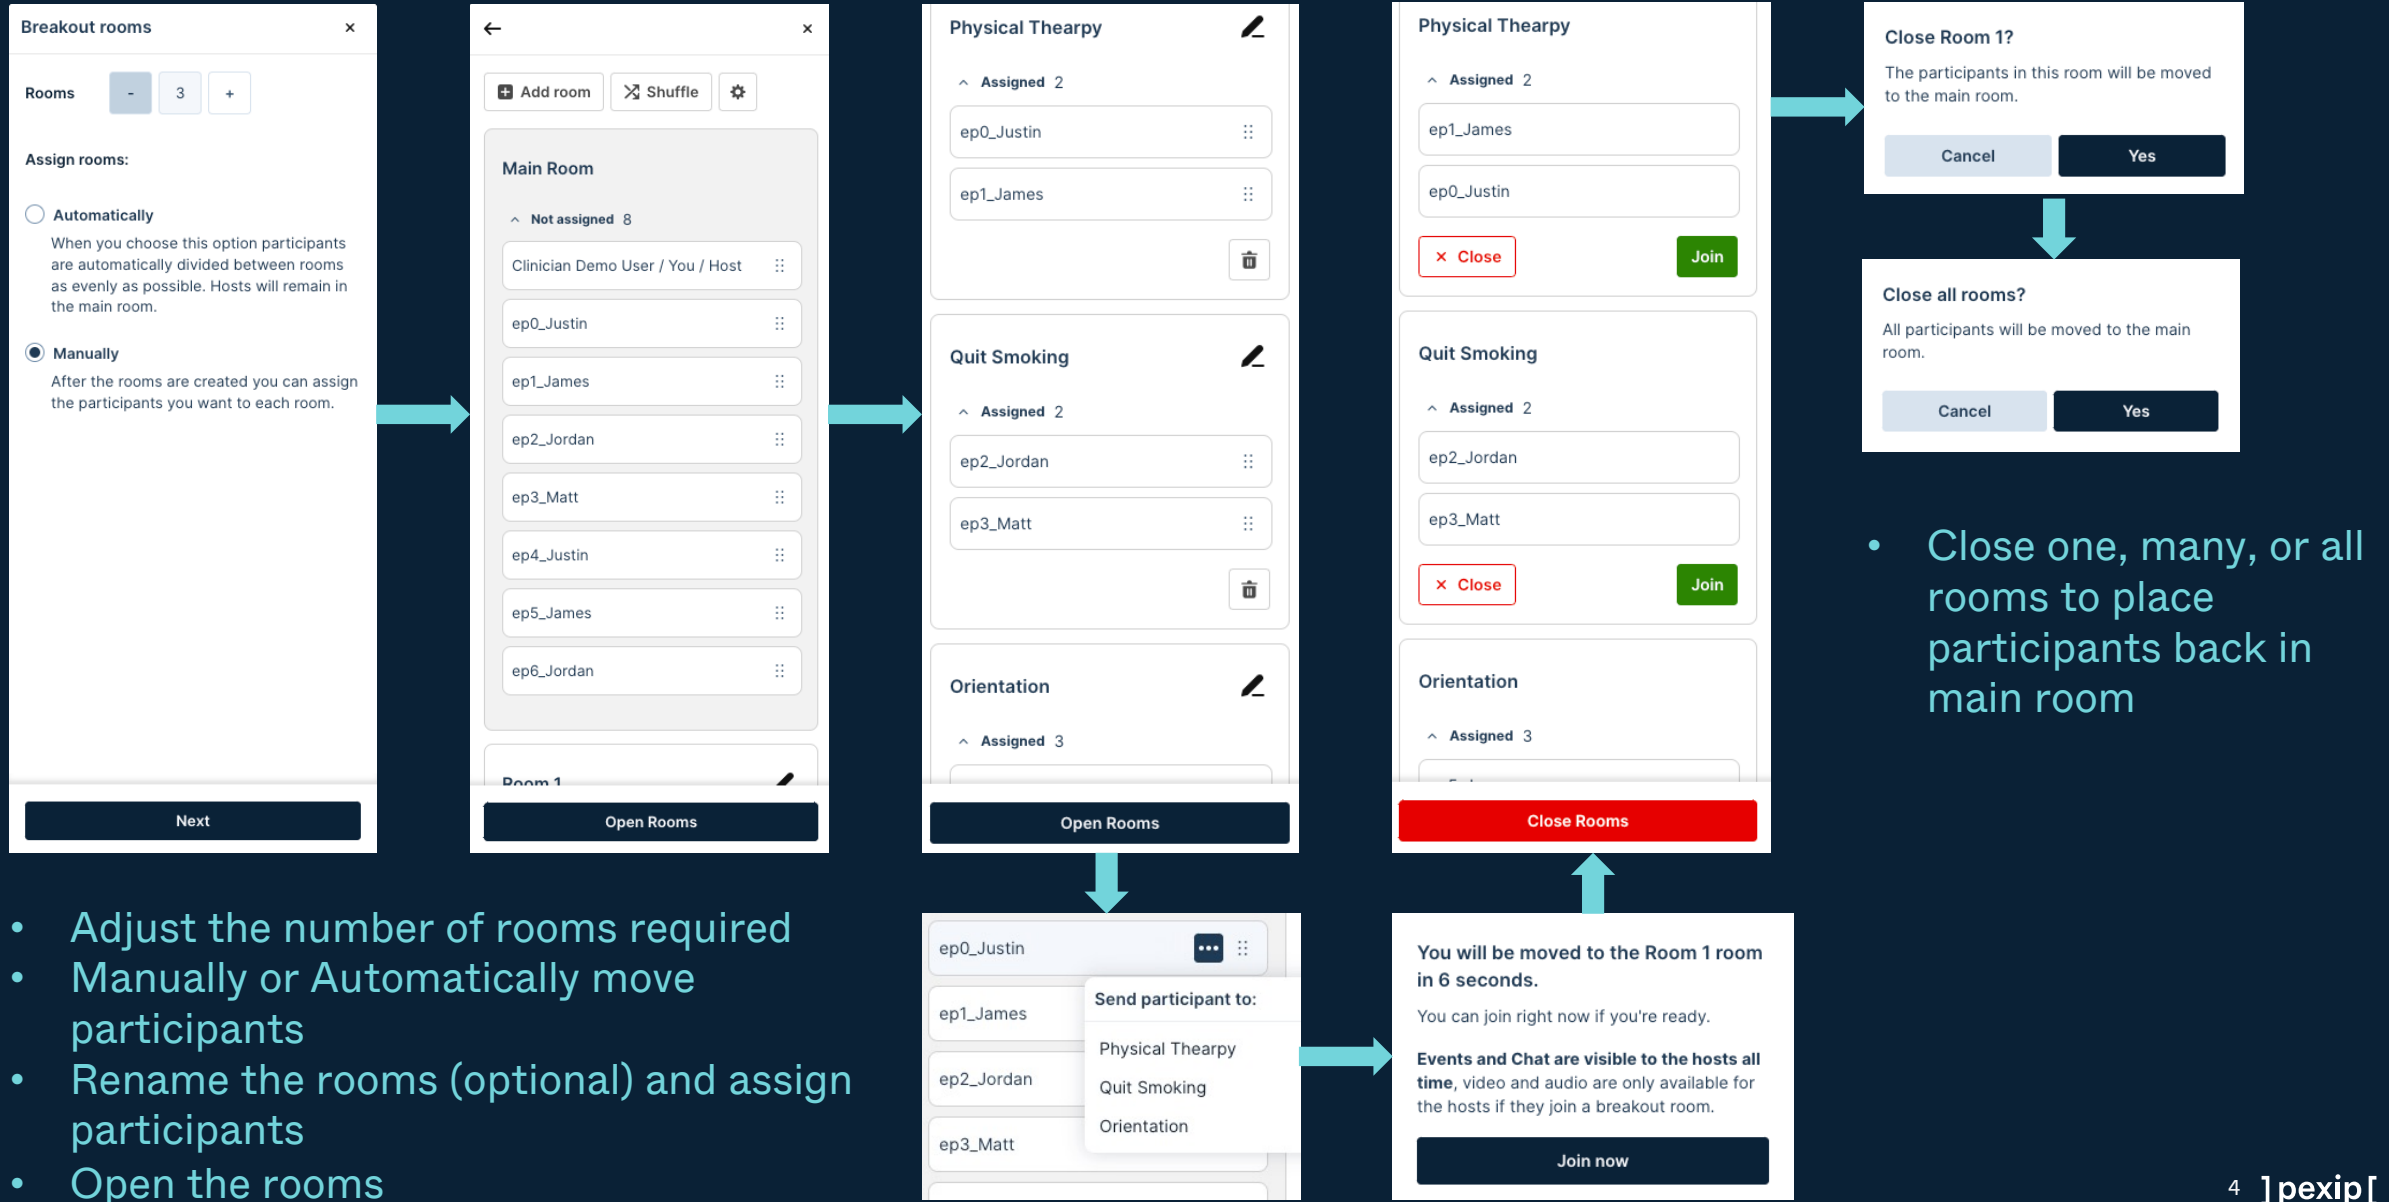 Breakout rooms ×
Rooms - 3 +
Assign rooms:
Automatically
When you choose this option participants
are automatically divided between rooms
as evenly as possible. Hosts will remain in
the main room.
Manually
After the rooms are created you can assign
the participants you want to each room.
Next
← ×
Add room Shuffle
Main Room
Not assigned 8
Clinician Demo User / You / Host
ep0_Justin
ep1_James
ep2_Jordan
ep3_Matt
ep4_Justin
ep5_James
ep6_Jordan
Room 1
Open Rooms
Physical Thearpy
Assigned 2
ep0_Justin
ep1_James
Quit Smoking
Assigned 2
ep2_Jordan
ep3_Matt
Orientation
Assigned 3
Open Rooms
Physical Thearpy
Assigned 2
ep1_James
ep0_Justin
× Close Join
Quit Smoking
Assigned 2
ep2_Jordan
ep3_Matt
× Close Join
Orientation
Assigned 3
Close Rooms
Close Room 1?
The participants in this room will be moved
to the main room.
Cancel Yes
Close all rooms?
All participants will be moved to the main
room.
Cancel Yes
• Close one, many, or all
rooms to place
participants back in
main room
• Adjust the number of rooms required
• Manually or Automatically move
participants
• Rename the rooms (optional) and assign
participants
• Open the rooms
ep0_Justin
ep1_James
ep2_Jordan
ep3_Matt
Send participant to:
Physical Thearpy
Quit Smoking
Orientation
You will be moved to the Room 1 room
in 6 seconds.
You can join right now if you're ready.
Events and Chat are visible to the hosts all
time, video and audio are only available for
the hosts if they join a breakout room.
Join now
4 ]pexip[